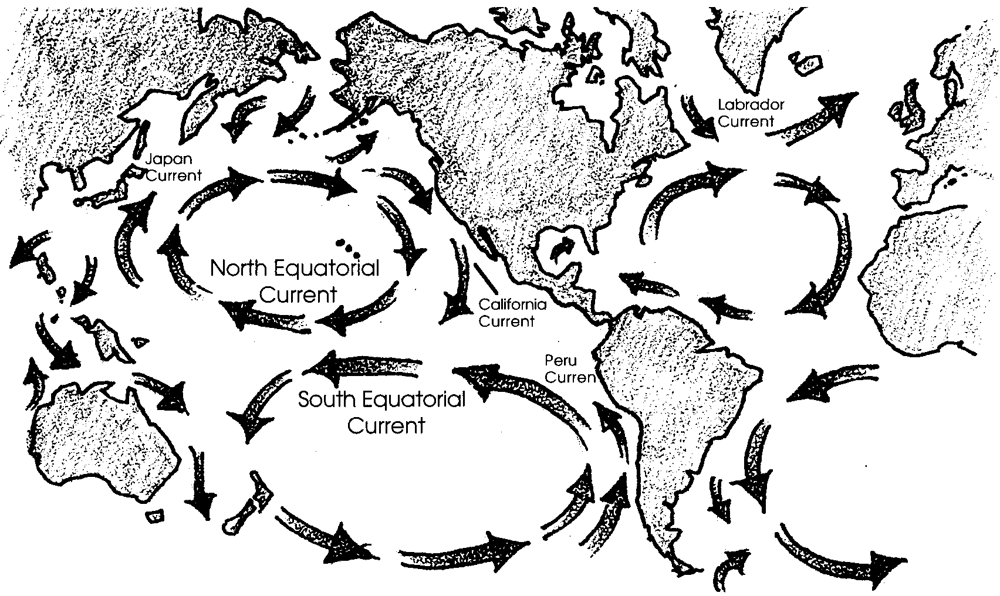 Labrador
Current
Japan
Current
North Equatorial
Current
California
Current
Peru
Curren
South Equatorial
Current